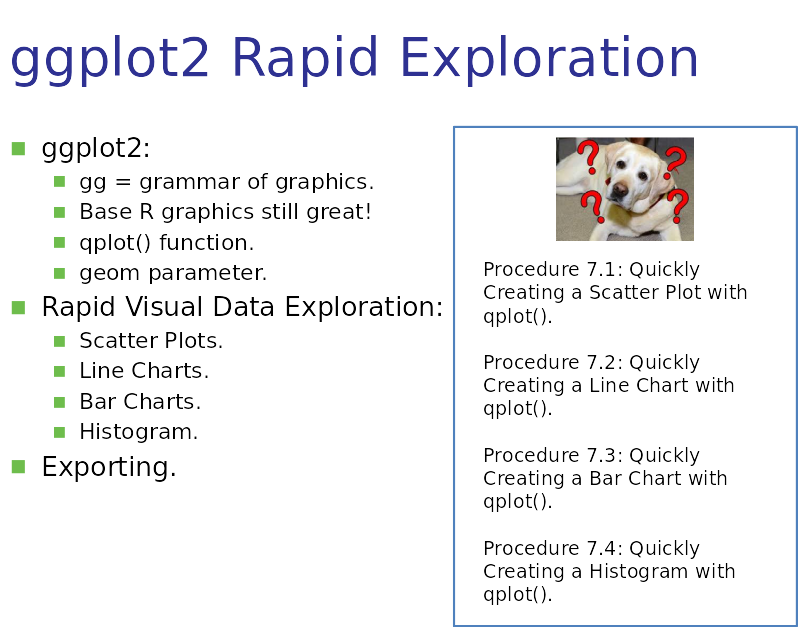 ggplot2 Rapid Exploration
ggplot2:
gg = grammar of graphics.
Base R graphics still great!
qplot() function.
geom parameter.
Rapid Visual Data Exploration:
Scatter Plots.
Line Charts.
Bar Charts.
Histogram.
Exporting.
? ? ? ?
Procedure 7.1: Quickly
Creating a Scatter Plot with
qplot().
Procedure 7.2: Quickly
Creating a Line Chart with
qplot().
Procedure 7.3: Quickly
Creating a Bar Chart with
qplot().
Procedure 7.4: Quickly
Creating a Histogram with
qplot().